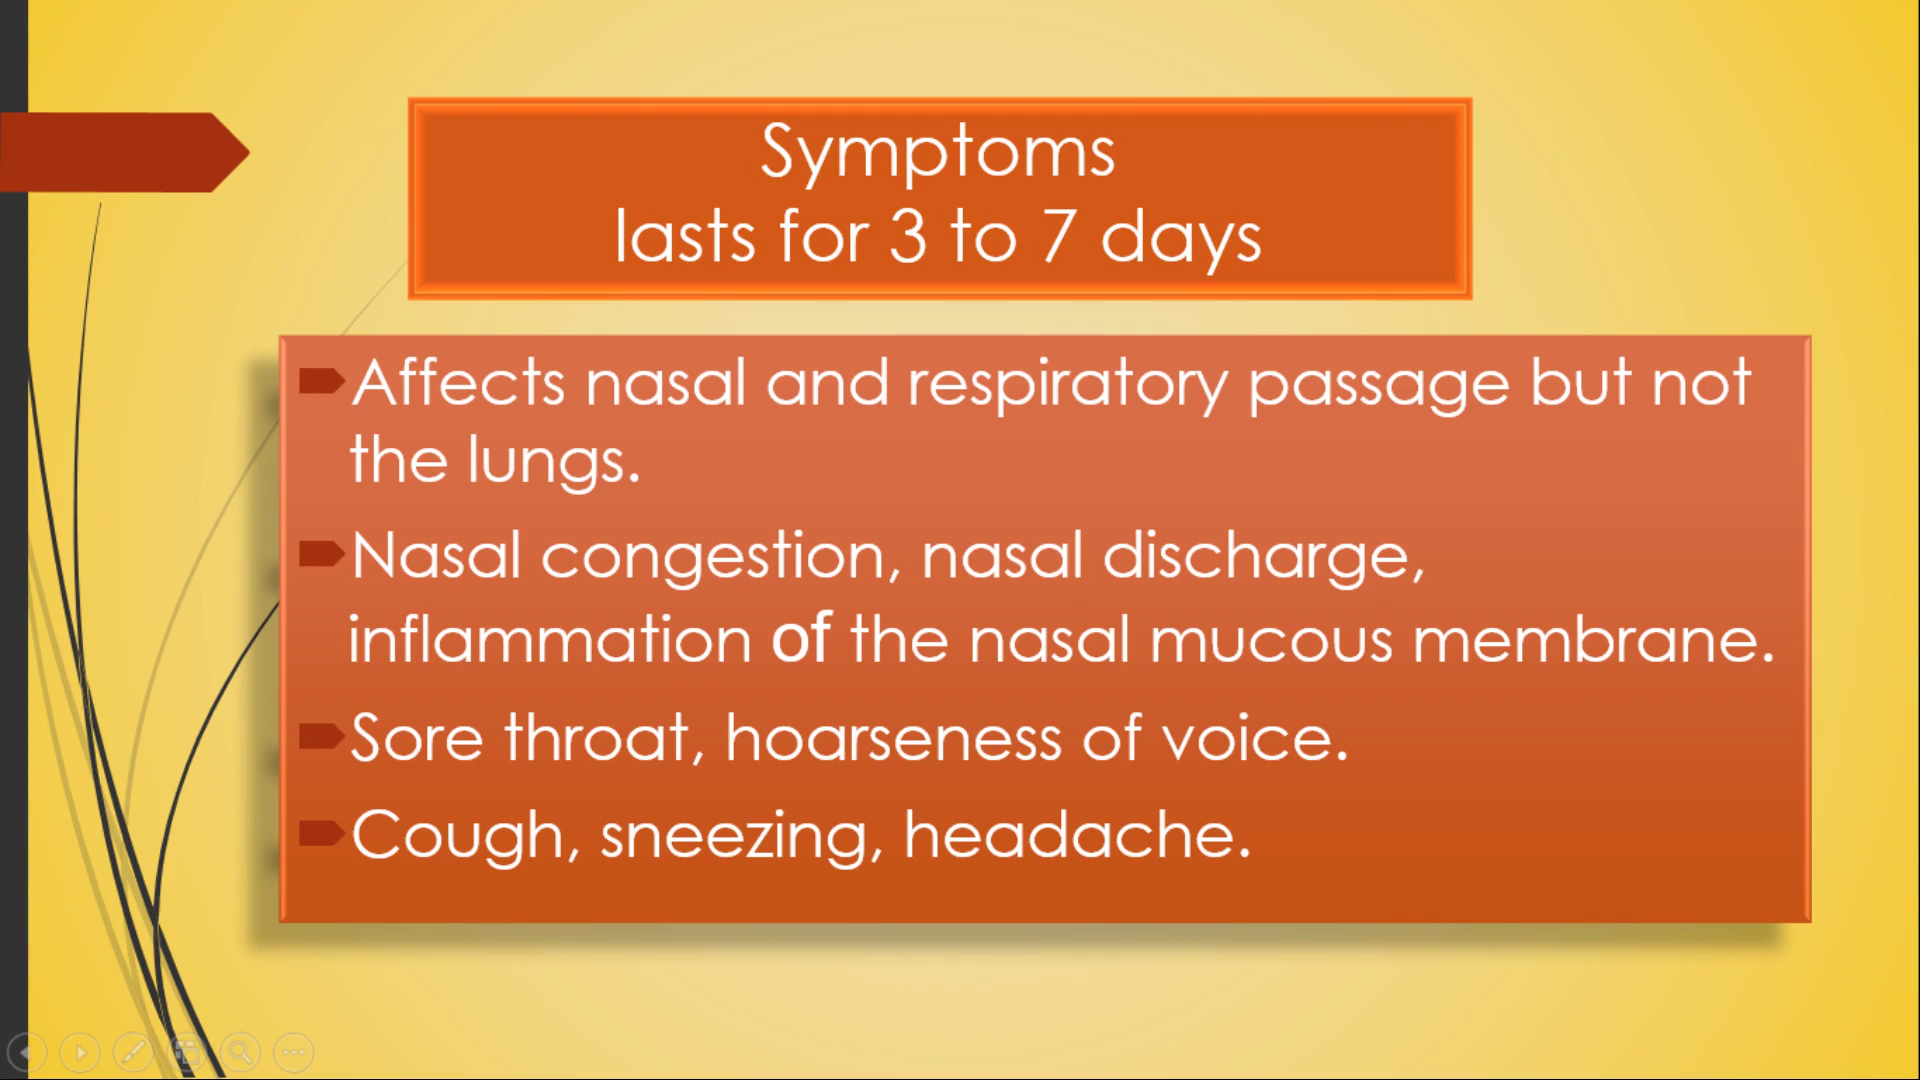 Symptoms
lasts for 3 to 7 days
Affects nasal and respiratory passage but not
the lungs.
Nasal congestion, nasal discharge,
inflammation of the nasal mucous membrane.
Sore throat, hoarseness of voice.
Cough, sneezing, headache.